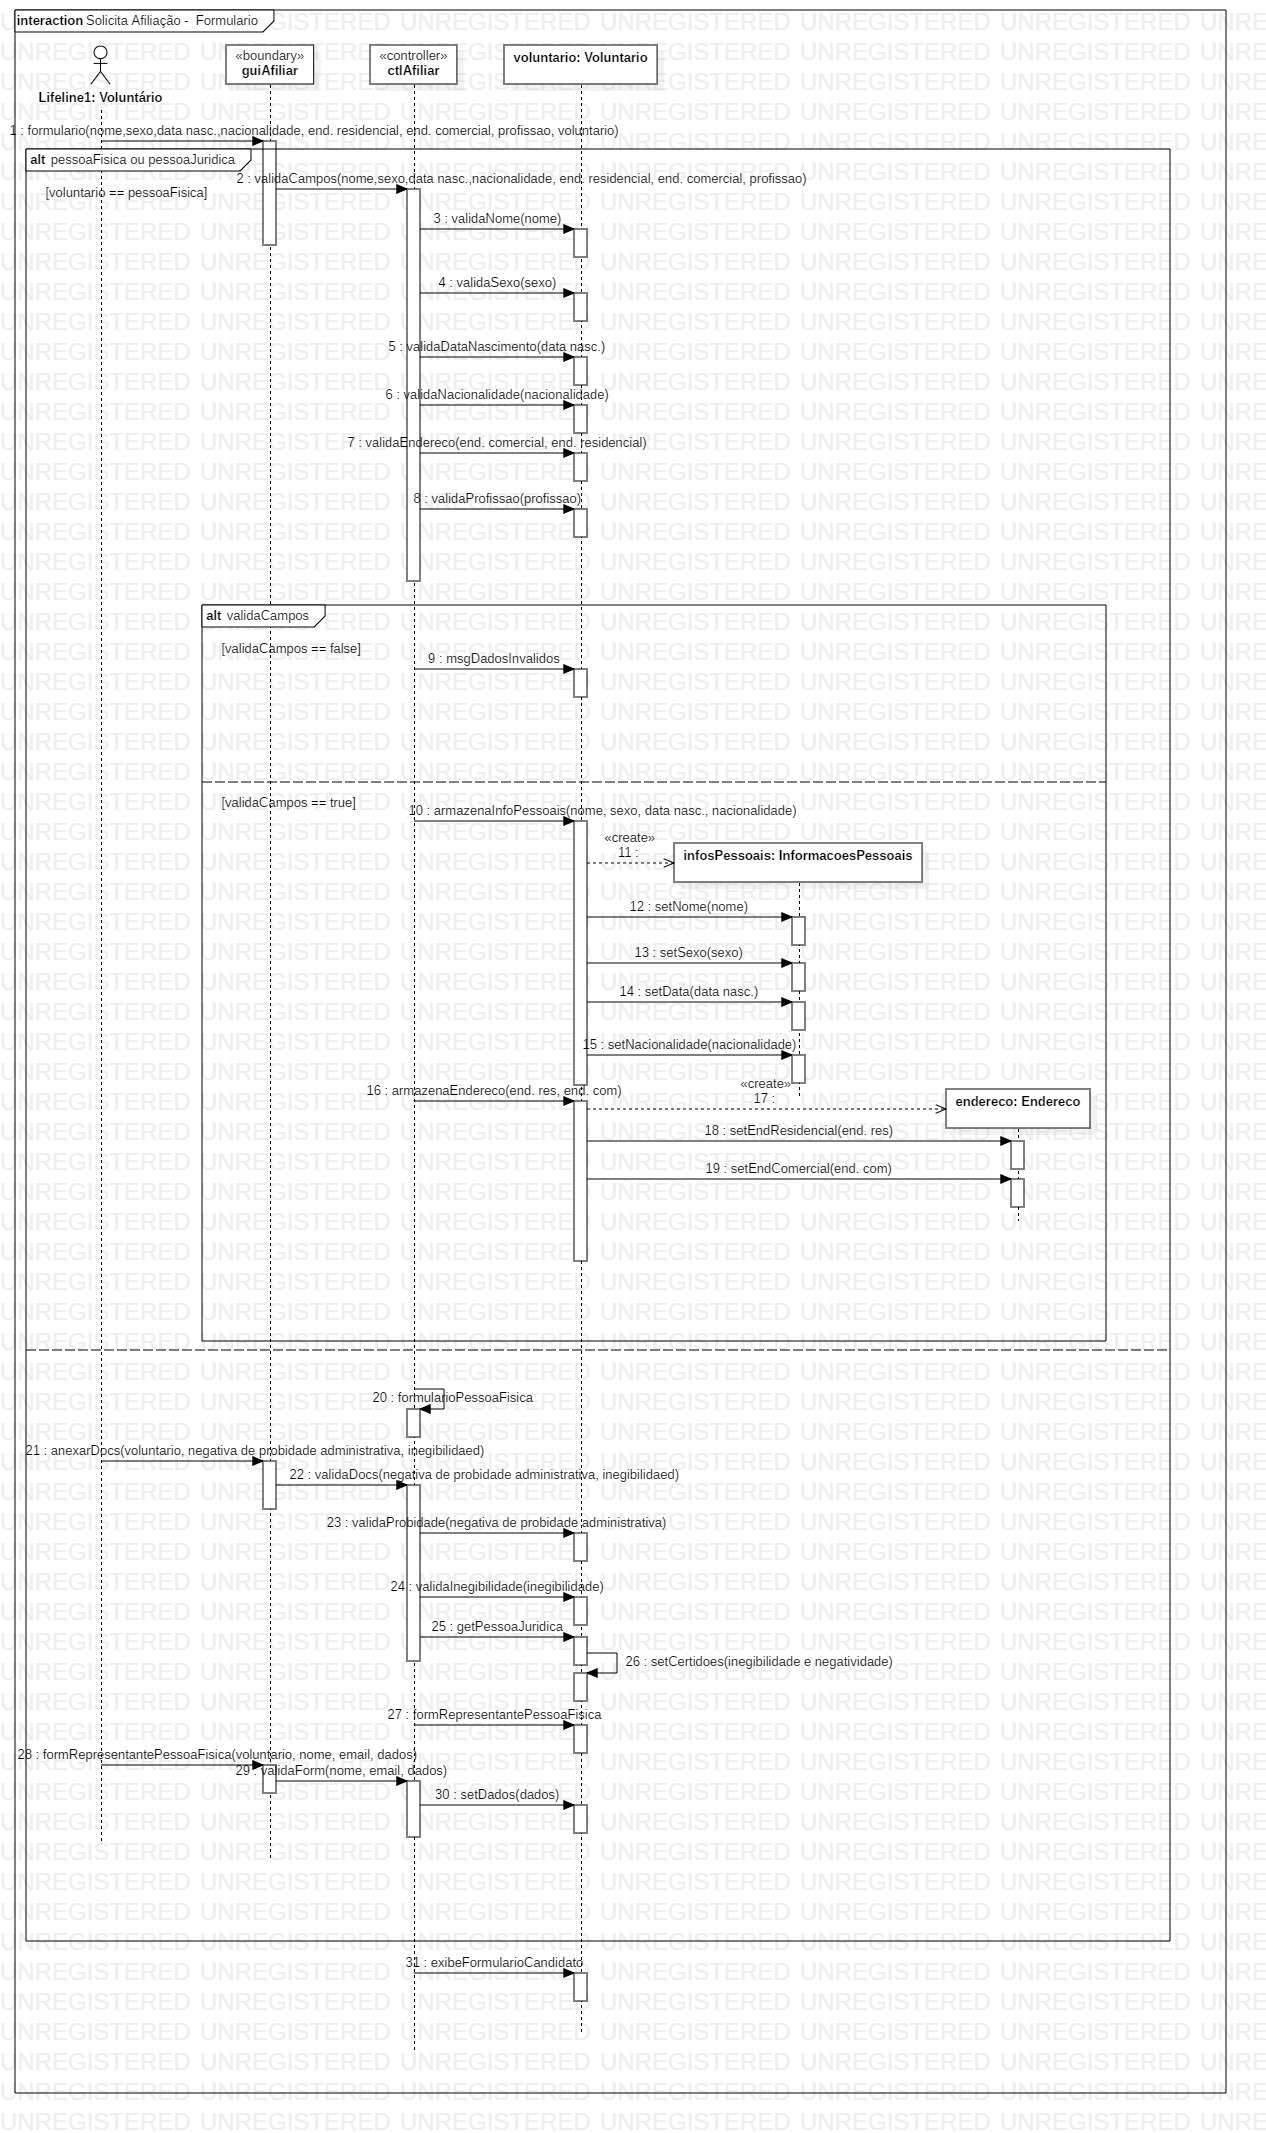 interaction Solicita Afiliação - Formulario
Lifeline1: Voluntário
«boundary»
guiAfiliar
«controller»
ctlAfiliar
voluntario: Voluntario
1 : formulario(nome,sexo,data nasc.,nacionalidade, end. residencial, end. comercial, profissao, voluntario)
alt pessoaFisica ou pessoaJuridica
[voluntario == pessoaFisica]
2 : validaCampos(nome,sexo,data nasc.,nacionalidade, end. residencial, end. comercial, profissao)
3 : validaNome(nome)
4 : validaSexo(sexo)
5 : validaDataNascimento(data nasc.)
6 : validaNacionalidade(nacionalidade)
7 : validaEndereco(end. comercial, end. residencial)
8 : validaProfissao(profissao)
alt validaCampos
[validaCampos == false]
9 : msgDadosInvalidos
[validaCampos == true]
10 : armazenaInfoPessoais(nome, sexo, data nasc., nacionalidade)
«create»
11 :
infosPessoais: InformacoesPessoais
12 : setNome(nome)
13 : setSexo(sexo)
14 : setData(data nasc.)
15 : setNacionalidade(nacionalidade)
16 : armazenaEndereco(end. res, end. com)
«create»
17 :
endereco: Endereco
18 : setEndResidencial(end. res)
19 : setEndComercial(end. com)
20 : formularioPessoaFisica
21 : anexarDocs(voluntario, negativa de probidade administrativa, inegibilidaed)
22 : validaDocs(negativa de probidade administrativa, inegibilidaed)
23 : validaProbidade(negativa de probidade administrativa)
24 : validaInegibilidade(inegibilidade)
25 : getPessoaJuridica
26 : setCertidoes(inegibilidade e negatividade)
27 : formRepresentantePessoaFisica
28 : formRepresentantePessoaFisica(voluntario, nome, email, dados)
29 : validaForm(nome, email, dados)
30 : setDados(dados)
31 : exibeFormularioCandidato
UNREGISTERED